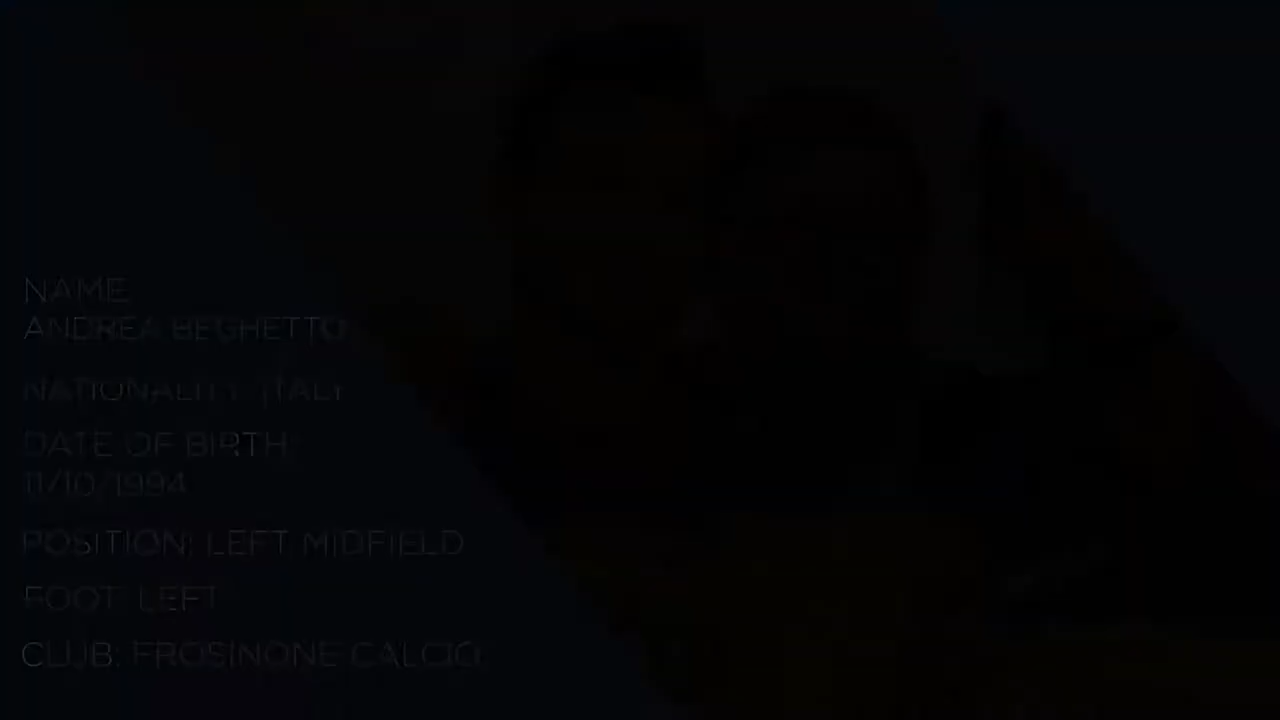 NAME:
ANDREA BEGHETTO
NATIONALITY: ITALY
DATE OF BIRTH:
11/10/1994
POSITION: LEFT MIDFIELD
FOOT: LEFT
CLUB: FROSINONE CALCIO